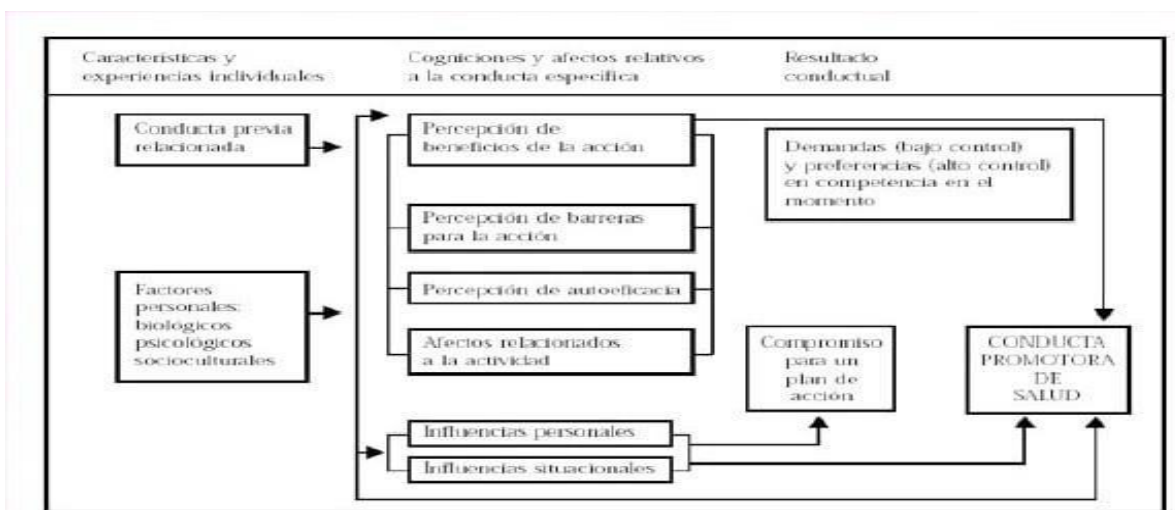 Características y
experiencias individuales
Cogniciones y afectos relativos
a la conducta específica
Resultado
conductual
Conducta previa
relacionada
Factores
personales:
biológicos
psicológicos
socioculturales
Percepción de
beneficios de la acción
Percepción de barreras
para la acción
Percepción de autoeficacia
Afectos relacionados
a la actividad
Influencias personales
Influencias situacionales
Demandas (bajo control)
y preferencias (alto control)
en competencia en el
momento
Compromiso
para un
plan de
acción
CONDUCTA
PROMOTORA
DE
SALUD